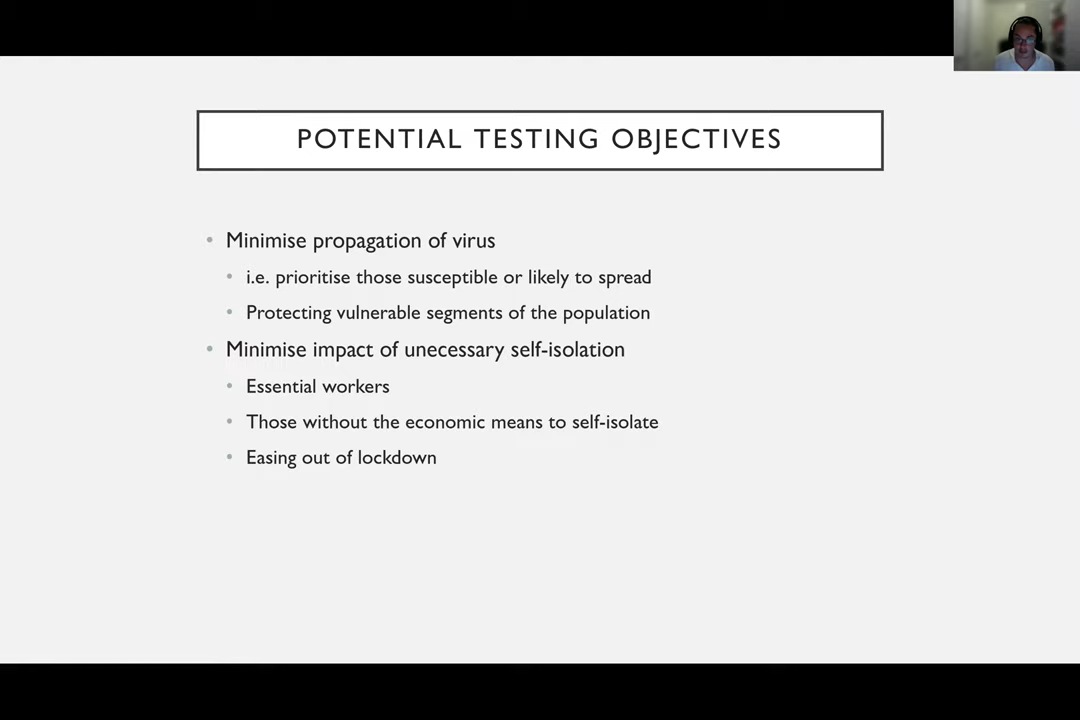 POTENTIAL TESTING OBJECTIVES
• Minimise propagation of virus
• i.e. prioritise those susceptible or likely to spread
• Protecting vulnerable segments of the population
• Minimise impact of unecessary self-isolation
• Essential workers
• Those without the economic means to self-isolate
• Easing out of lockdown